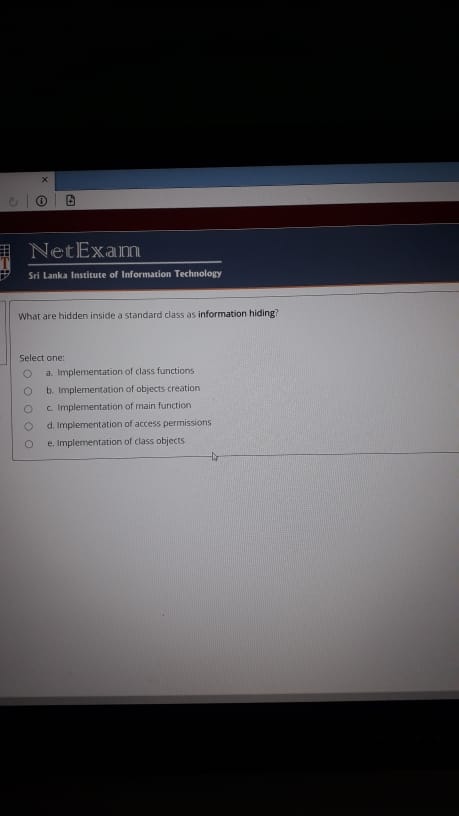 NetExam
Sri Lanka Institute of Information Technology
What are hidden inside a standard class as information hiding?
Select one:
a. Implementation of class functions
b. Implementation of objects creation
c. Implementation of main function
d. Implementation of access permissions
e. Implementation of class objects